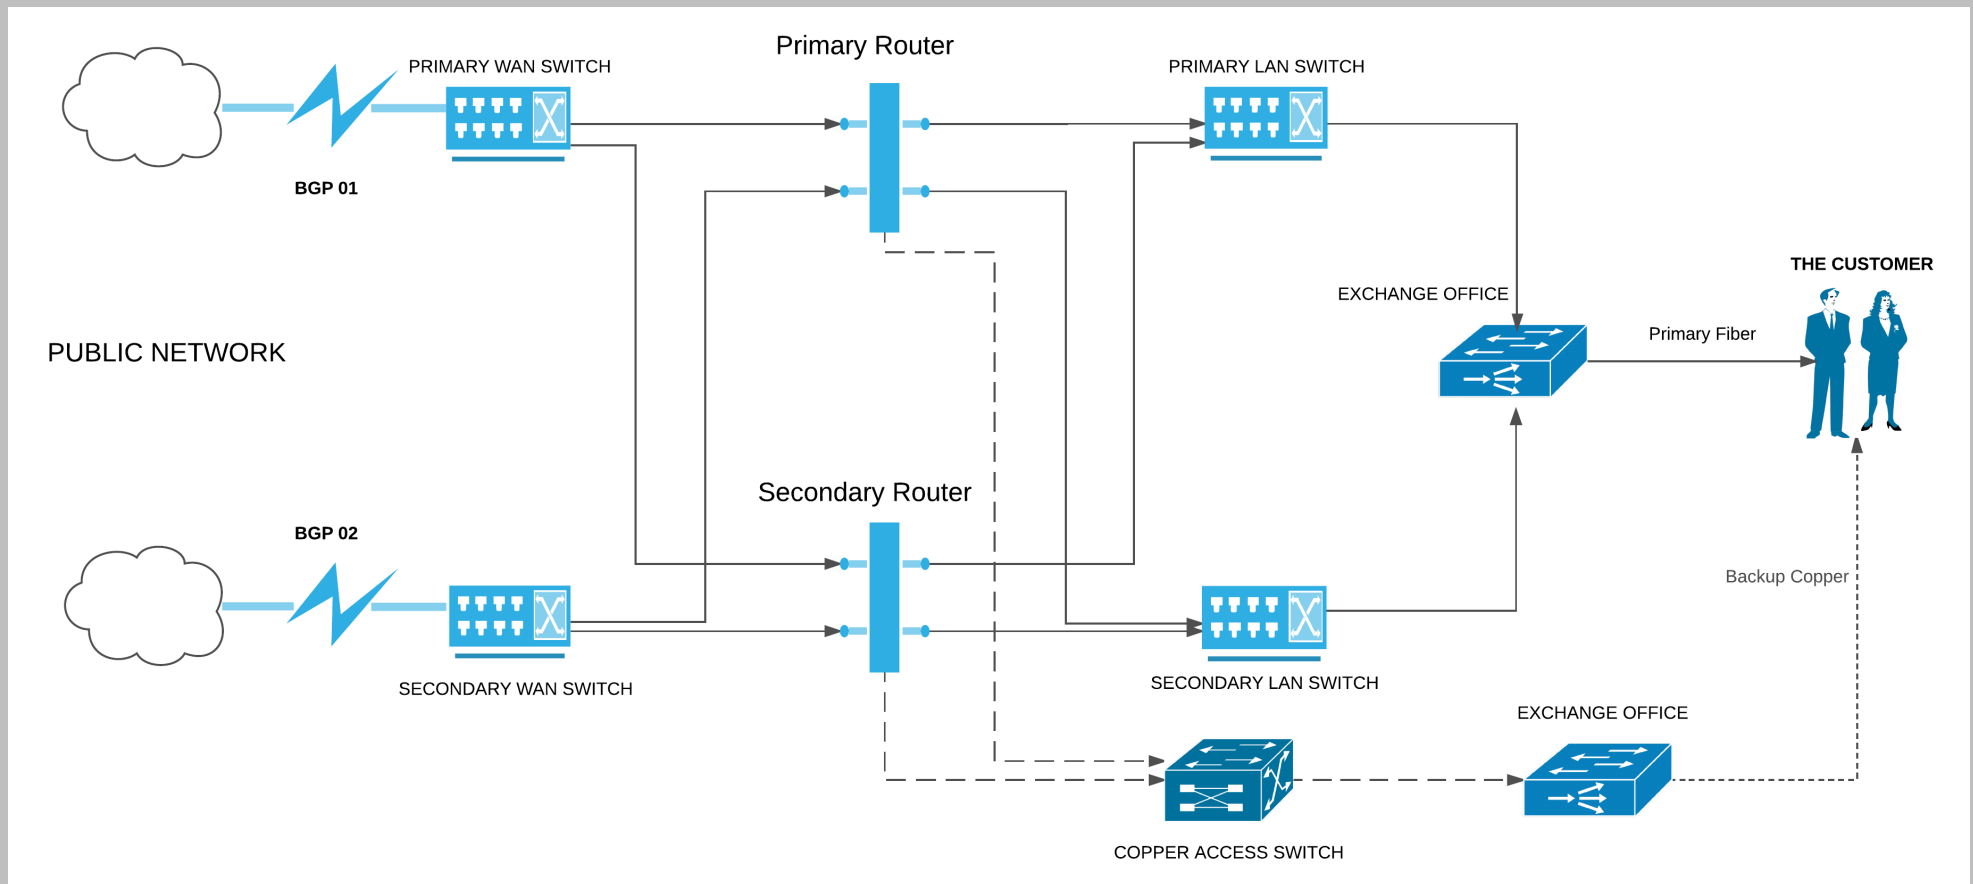 Primary Router
PRIMARY WAN SWITCH
PRIMARY LAN SWITCH
BGP 01
THE CUSTOMER
EXCHANGE OFFICE
Primary Fiber
PUBLIC NETWORK
Secondary Router
BGP 02
Backup Copper
SECONDARY WAN SWITCH
SECONDARY LAN SWITCH
EXCHANGE OFFICE
COPPER ACCESS SWITCH